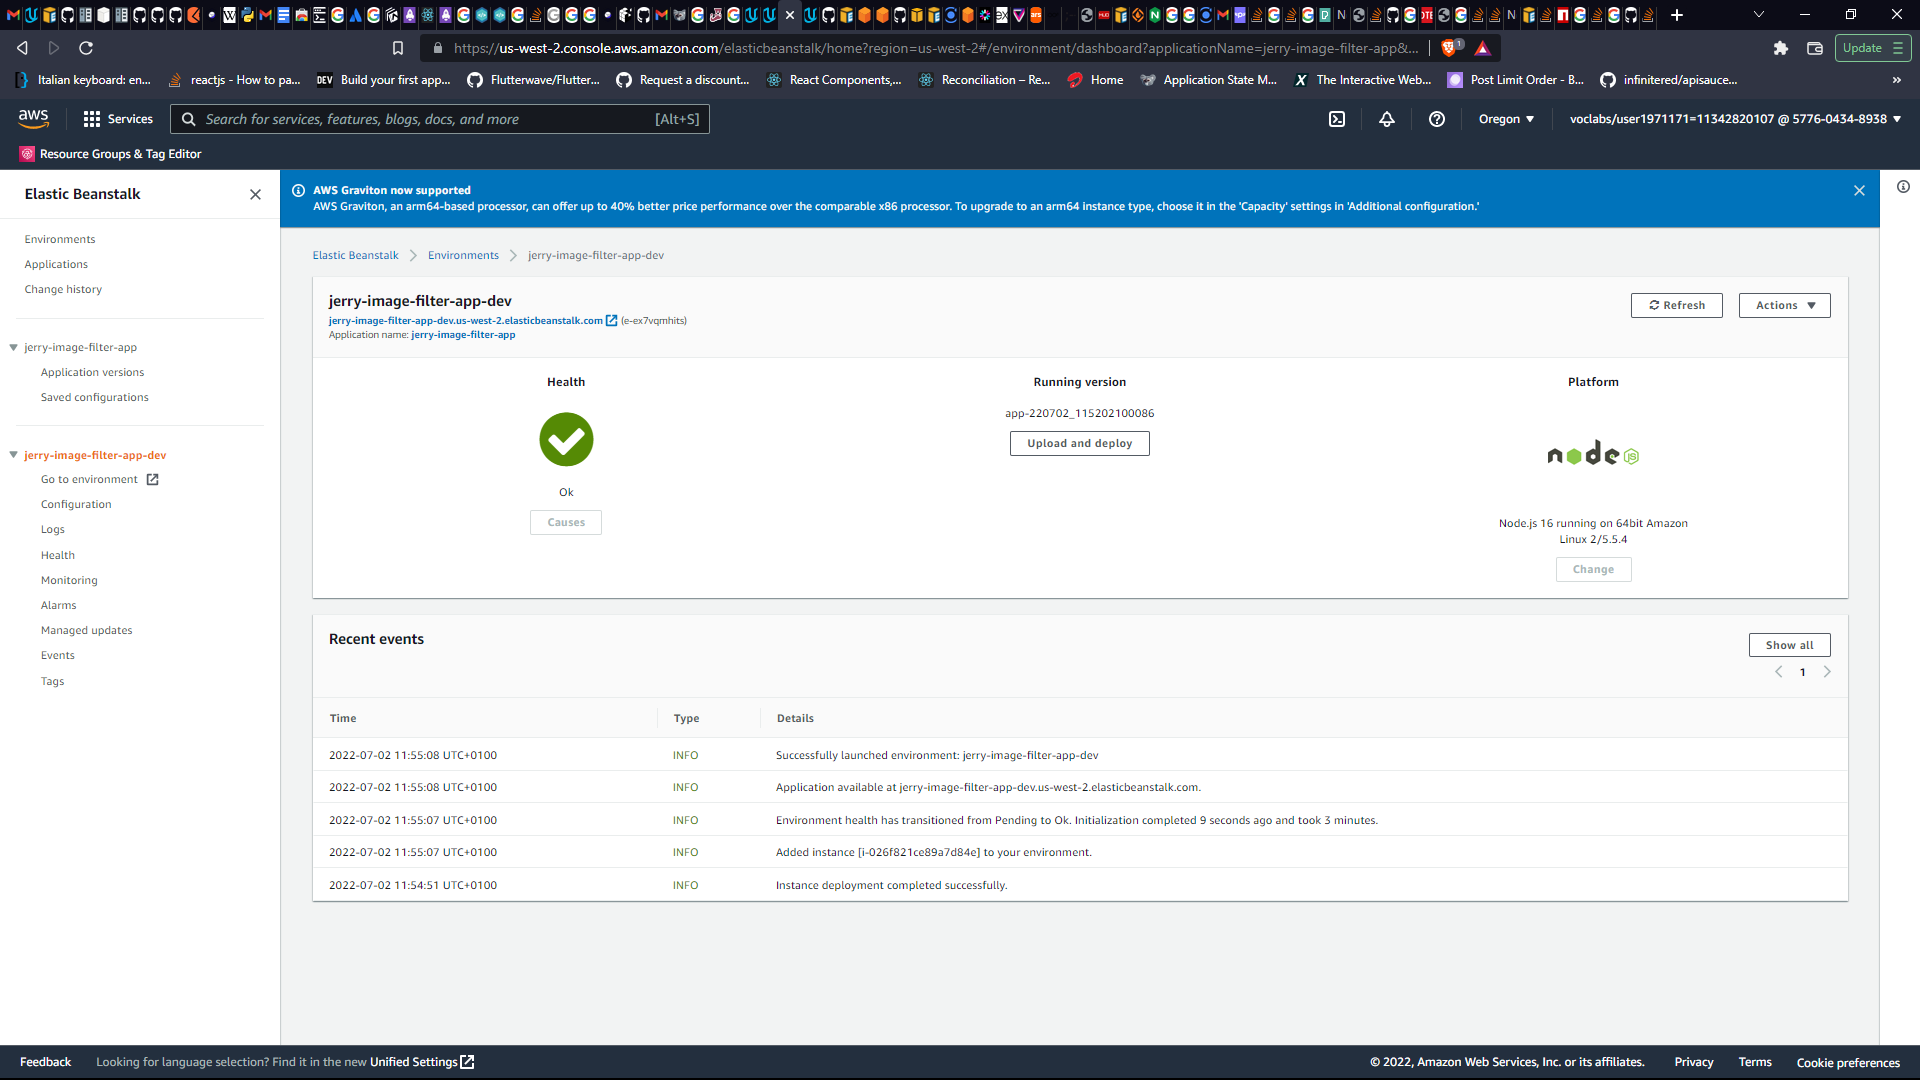 https://us-west-2.console.aws.amazon.com/elasticbeanstalk/home?region=us-west-2#/environment/dashboard?applicationName=jerry-image-filter-app&...
1
Update
Italian keyboard: en...
reactjs - How to pa...
DEV
Build your first app...
Flutterwave/Flutter...
Request a discount...
React Components,...
Reconciliation – Re...
Home
Application State M...
The Interactive Web...
Post Limit Order - B...
infinitered/apisauce...
»
aws
Services
Search for services, features, blogs, docs, and more
[Alt+S]
Oregon
voclabs/user1971171=11342820107 @ 5776-0434-8938
Resource Groups & Tag Editor
Elastic Beanstalk
Environments
Applications
Change history
jerry-image-filter-app
Application versions
Saved configurations
jerry-image-filter-app-dev
Go to environment
Configuration
Logs
Health
Monitoring
Alarms
Managed updates
Events
Tags
AWS Graviton now supported
AWS Graviton, an arm64-based processor, can offer up to 40% better price performance over the comparable x86 processor. To upgrade to an arm64 instance type, choose it in the 'Capacity' settings in 'Additional configuration.'
Elastic Beanstalk
Environments
jerry-image-filter-app-dev
jerry-image-filter-app-dev
jerry-image-filter-app-dev.us-west-2.elasticbeanstalk.com (e-ex7vqmhits)
Application name: jerry-image-filter-app
Refresh
Actions
Health
Ok
Causes
Running version
app-220702_115202100086
Upload and deploy
Platform
node JS
Node.js 16 running on 64bit Amazon
Linux 2/5.5.4
Change
Recent events
Show all
1
Time Type Details
2022-07-02 11:55:08 UTC+0100 INFO Successfully launched environment: jerry-image-filter-app-dev
2022-07-02 11:55:08 UTC+0100 INFO Application available at jerry-image-filter-app-dev.us-west-2.elasticbeanstalk.com.
2022-07-02 11:55:07 UTC+0100 INFO Environment health has transitioned from Pending to Ok. Initialization completed 9 seconds ago and took 3 minutes.
2022-07-02 11:55:07 UTC+0100 INFO Added instance [i-026f821ce89a7d84e] to your environment.
2022-07-02 11:54:51 UTC+0100 INFO Instance deployment completed successfully.
Feedback
Looking for language selection? Find it in the new Unified Settings
© 2022, Amazon Web Services, Inc. or its affiliates.
Privacy
Terms
Cookie preferences